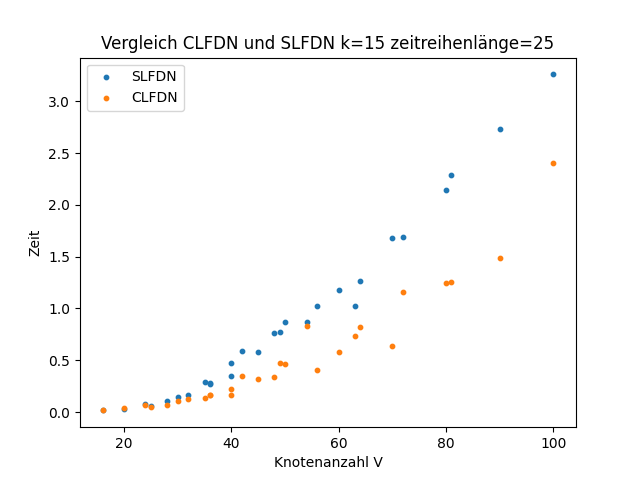 Vergleich CLFDN und SLFDN k=15 zeitreihenlänge=25
SLFDN
CLFDN
3.0
2.5
2.0
1.5
1.0
0.5
0.0
Zeit
20 40 60 80 100
Knotenanzahl V